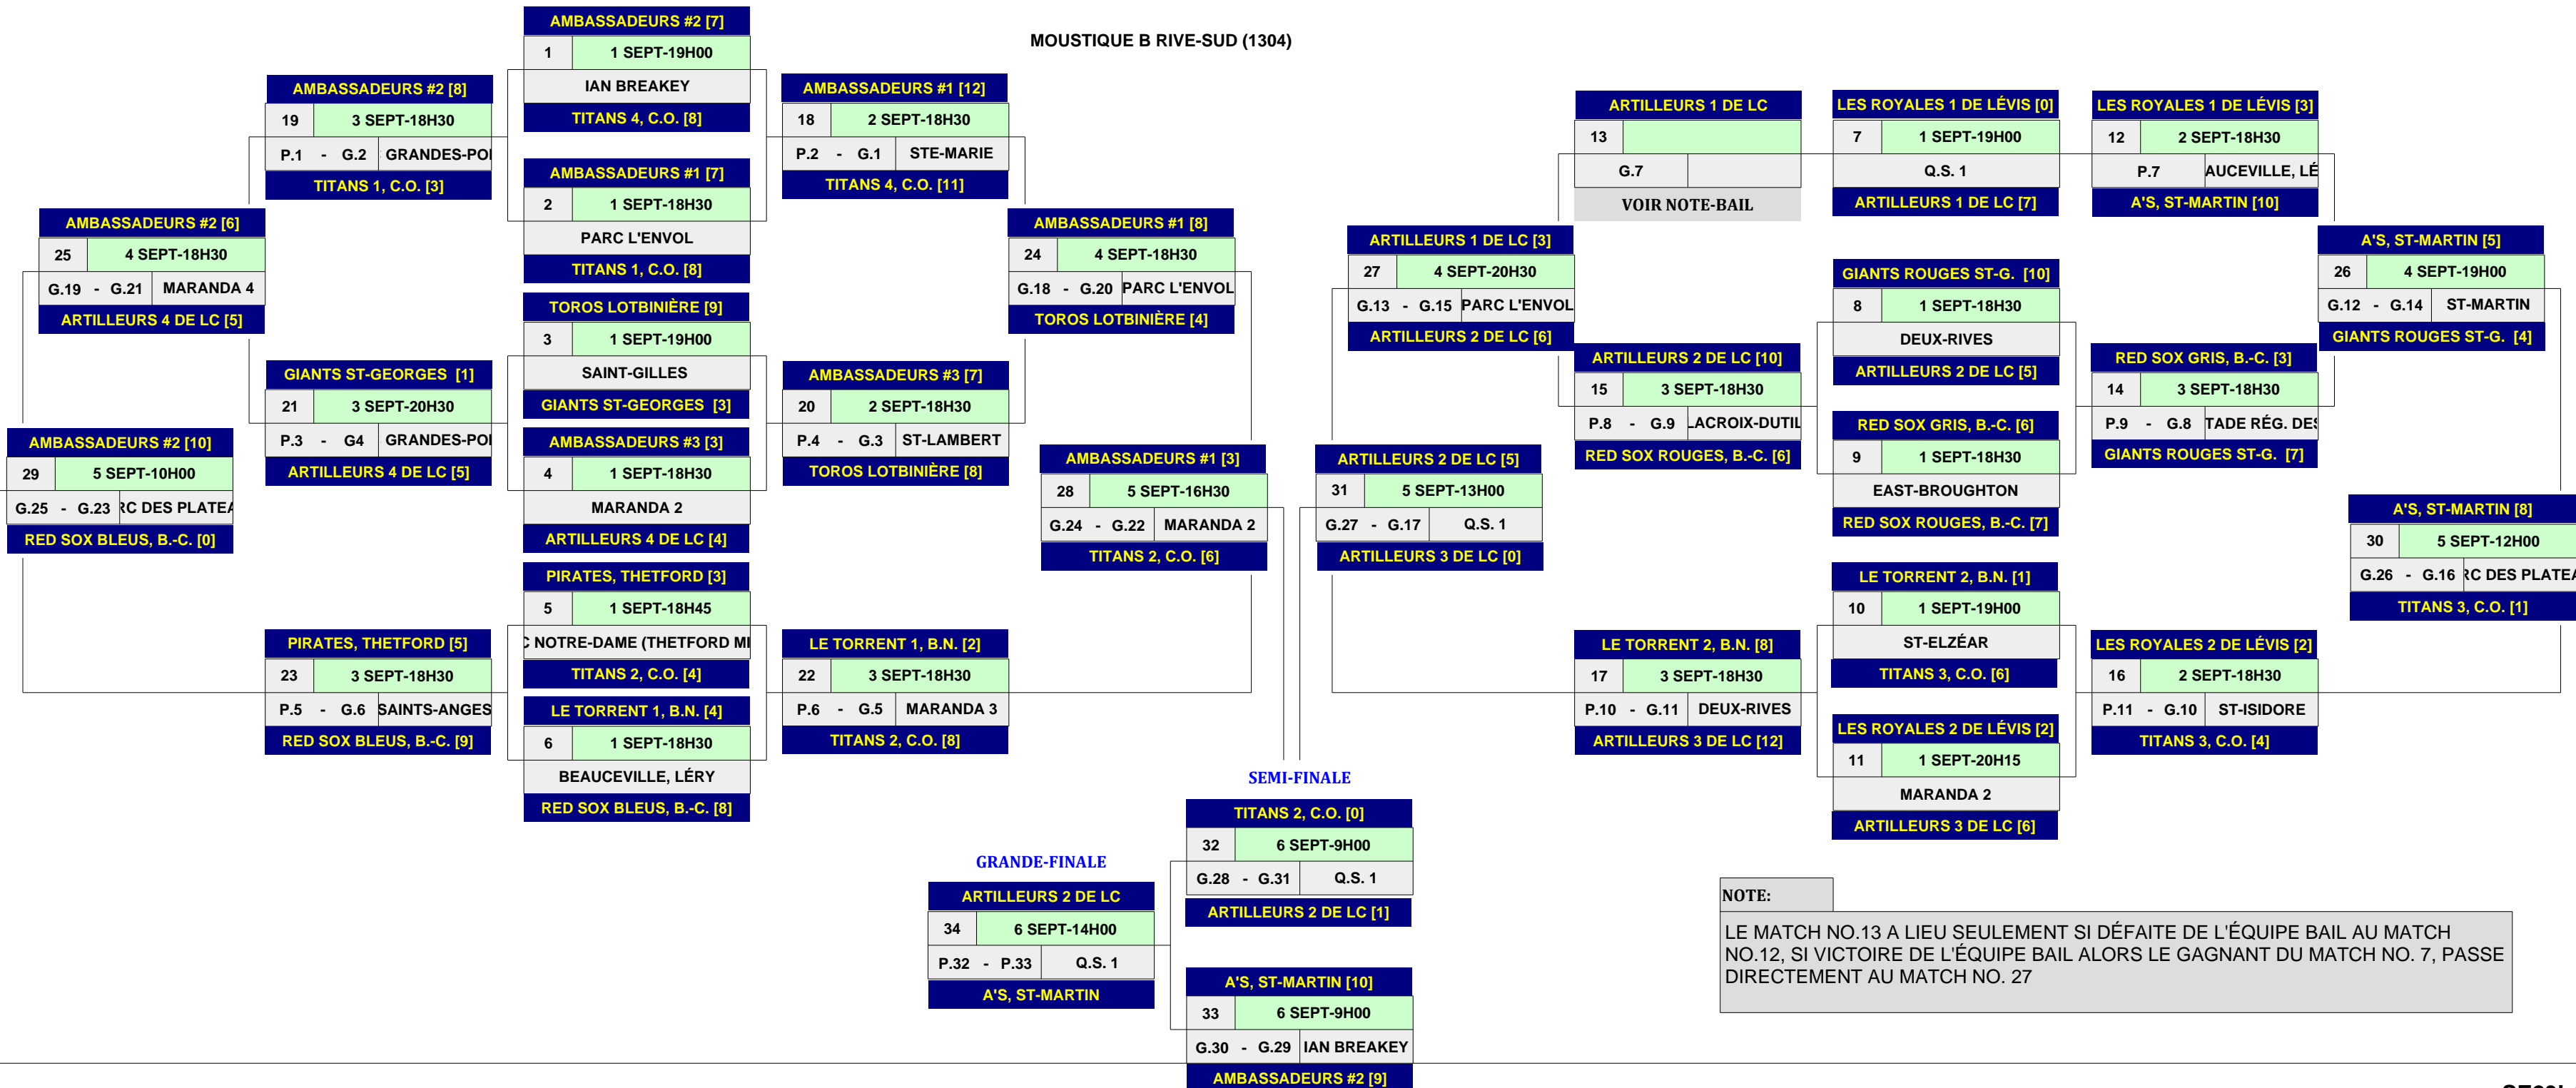 MOUSTIQUE B RIVE-SUD (1304)
AMBASSADEURS #2 [7]
1 1 SEPT-19H00
IAN BREAKEY
TITANS 4, C.O. [8]
AMBASSADEURS #1 [7]
2 1 SEPT-18H30
PARC L'ENVOL
TITANS 1, C.O. [8]
TOROS LOTBINIÈRE [9]
3 1 SEPT-19H00
SAINT-GILLES
GIANTS ST-GEORGES [3]
AMBASSADEURS #3 [3]
4 1 SEPT-18H30
MARANDA 2
ARTILLEURS 4 DE LC [4]
PIRATES, THETFORD [3]
5 1 SEPT-18H45
C NOTRE-DAME (THETFORD MI
TITANS 2, C.O. [4]
LE TORRENT 1, B.N. [4]
6 1 SEPT-18H30
BEAUCEVILLE, LÉRY
RED SOX BLEUS, B.-C. [8]
AMBASSADEURS #2 [8]
19 3 SEPT-18H30
P.1 - G.2 GRANDES-POI
TITANS 1, C.O. [3]
GIANTS ST-GEORGES [1]
21 3 SEPT-20H30
P.3 - G4 GRANDES-POI
ARTILLEURS 4 DE LC [5]
PIRATES, THETFORD [5]
23 3 SEPT-18H30
P.5 - G.6 SAINTS-ANGES
RED SOX BLEUS, B.-C. [9]
AMBASSADEURS #2 [6]
25 4 SEPT-18H30
G.19 - G.21 MARANDA 4
ARTILLEURS 4 DE LC [5]
AMBASSADEURS #2 [10]
29 5 SEPT-10H00
G.25 - G.23 RC DES PLATEA
RED SOX BLEUS, B.-C. [0]
AMBASSADEURS #1 [12]
18 2 SEPT-18H30
P.2 - G.1 STE-MARIE
TITANS 4, C.O. [11]
AMBASSADEURS #3 [7]
20 2 SEPT-18H30
P.4 - G.3 ST-LAMBERT
TOROS LOTBINIÈRE [8]
LE TORRENT 1, B.N. [2]
22 3 SEPT-18H30
P.6 - G.5 MARANDA 3
TITANS 2, C.O. [8]
AMBASSADEURS #1 [8]
24 4 SEPT-18H30
G.18 - G.20 PARC L'ENVOL
TOROS LOTBINIÈRE [4]
AMBASSADEURS #1 [3]
28 5 SEPT-16H30
G.24 - G.22 MARANDA 2
TITANS 2, C.O. [6]
ARTILLEURS 1 DE LC
13
G.7
VOIR NOTE-BAIL
ARTILLEURS 1 DE LC [3]
27 4 SEPT-20H30
G.13 - G.15 PARC L'ENVOL
ARTILLEURS 2 DE LC [6]
ARTILLEURS 2 DE LC [10]
15 3 SEPT-18H30
P.8 - G.9 LACROIX-DUTIL
RED SOX ROUGES, B.-C. [6]
ARTILLEURS 2 DE LC [5]
31 5 SEPT-13H00
G.27 - G.17 Q.S. 1
ARTILLEURS 3 DE LC [0]
LE TORRENT 2, B.N. [8]
17 3 SEPT-18H30
P.10 - G.11 DEUX-RIVES
ARTILLEURS 3 DE LC [12]
LES ROYALES 1 DE LÉVIS [0]
7 1 SEPT-19H00
Q.S. 1
ARTILLEURS 1 DE LC [7]
GIANTS ROUGES ST-G. [10]
8 1 SEPT-18H30
DEUX-RIVES
ARTILLEURS 2 DE LC [5]
RED SOX GRIS, B.-C. [6]
9 1 SEPT-18H30
EAST-BROUGHTON
RED SOX ROUGES, B.-C. [7]
LE TORRENT 2, B.N. [1]
10 1 SEPT-19H00
ST-ELZÉAR
TITANS 3, C.O. [6]
LES ROYALES 2 DE LÉVIS [2]
11 1 SEPT-20H15
MARANDA 2
ARTILLEURS 3 DE LC [6]
LES ROYALES 1 DE LÉVIS [3]
12 2 SEPT-18H30
P.7 AUCEVILLE, LÉ
A'S, ST-MARTIN [10]
RED SOX GRIS, B.-C. [3]
14 3 SEPT-18H30
P.9 - G.8 TADE RÉG. DES
GIANTS ROUGES ST-G. [7]
LES ROYALES 2 DE LÉVIS [2]
16 2 SEPT-18H30
P.11 - G.10 ST-ISIDORE
TITANS 3, C.O. [4]
A'S, ST-MARTIN [5]
26 4 SEPT-19H00
G.12 - G.14 ST-MARTIN
GIANTS ROUGES ST-G. [4]
A'S, ST-MARTIN [8]
30 5 SEPT-12H00
G.26 - G.16 RC DES PLATEA
TITANS 3, C.O. [1]
SEMI-FINALE
TITANS 2, C.O. [0]
32 6 SEPT-9H00
G.28 - G.31 Q.S. 1
ARTILLEURS 2 DE LC [1]
A'S, ST-MARTIN [10]
33 6 SEPT-9H00
G.30 - G.29 IAN BREAKEY
AMBASSADEURS #2 [9]
GRANDE-FINALE
ARTILLEURS 2 DE LC
34 6 SEPT-14H00
P.32 - P.33 Q.S. 1
A'S, ST-MARTIN
NOTE:
LE MATCH NO.13 A LIEU SEULEMENT SI DÉFAITE DE L'ÉQUIPE BAIL AU MATCH
NO.12, SI VICTOIRE DE L'ÉQUIPE BAIL ALORS LE GAGNANT DU MATCH NO. 7, PASSE
DIRECTEMENT AU MATCH NO. 27